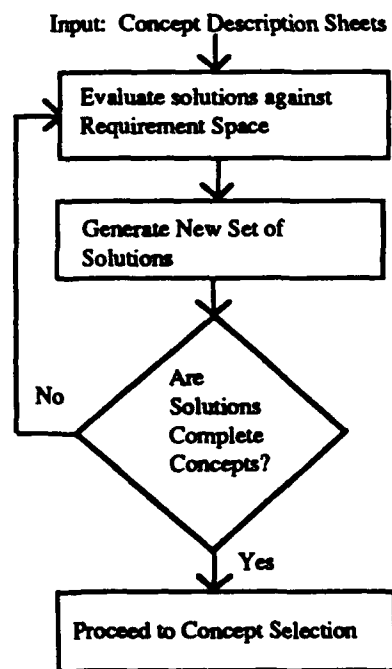 Input: Concept Description Sheets
Evaluate solutions against
Requirement Space
Generate New Set of
Solutions
Are
Solutions
Complete
Concepts?
No
Yes
Proceed to Concept Selection